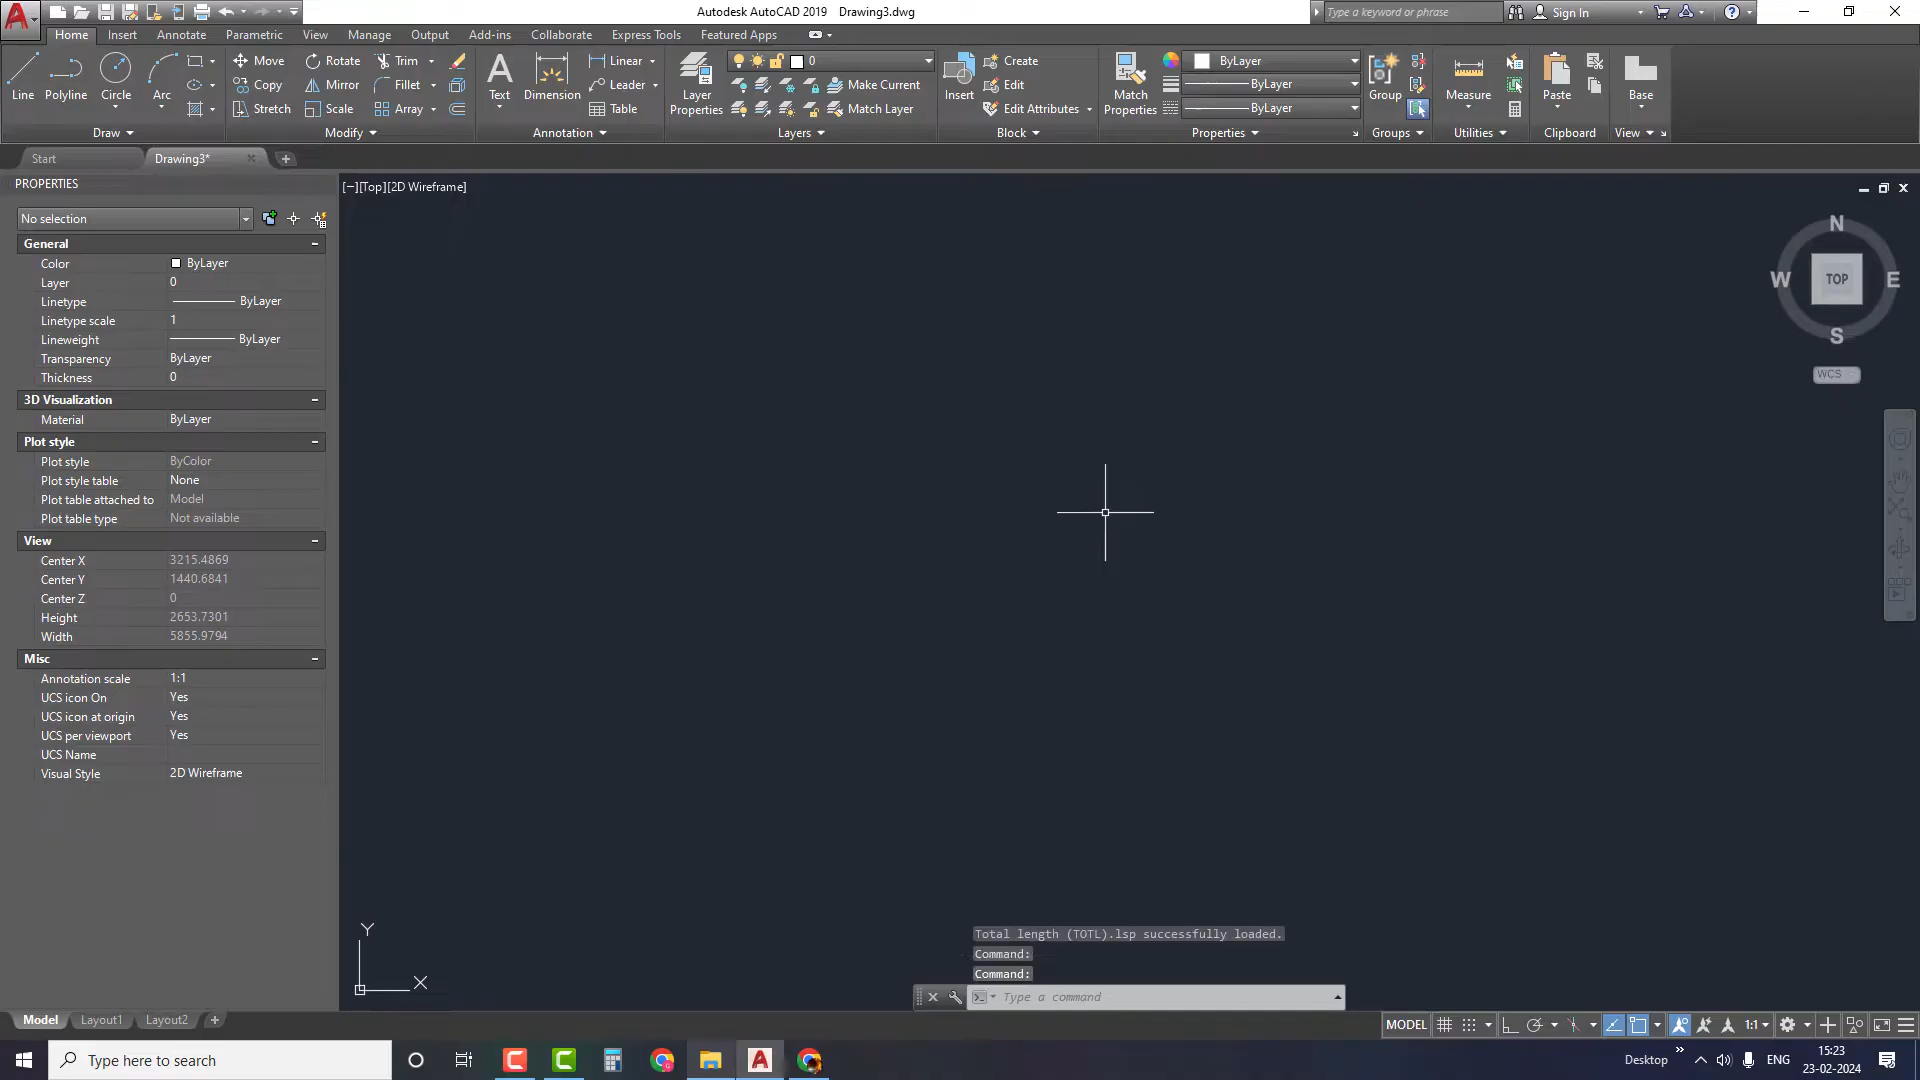 Autodesk AutoCAD 2019 Drawing3.dwg
Type a keyword or phrase
Sign In
Home Insert Annotate Parametric View Manage Output Add-ins Collaborate Express Tools Featured Apps
Line Polyline Circle Arc
Move Rotate Trim
Copy Mirror Fillet
Stretch Scale Array
Text Dimension
Linear
Leader
Table
Layer Properties
0
Make Current
Match Layer
Insert
Create
Edit
Edit Attributes
Match Properties
ByLayer
ByLayer
ByLayer
Group
Measure
Paste
Base
Draw Modify Annotation Layers Block Properties Groups Utilities Clipboard View
Start Drawing3*
PROPERTIES
No selection
General
Color ByLayer
Layer 0
Linetype ByLayer
Linetype scale 1
Lineweight ByLayer
Transparency ByLayer
Thickness 0
3D Visualization
Material ByLayer
Plot style
Plot style ByColor
Plot style table None
Plot table attached to Model
Plot table type Not available
View
Center X 3215.4869
Center Y 1440.6841
Center Z 0
Height 2653.7301
Width 5855.9794
Misc
Annotation scale 1:1
UCS icon On Yes
UCS icon at origin Yes
UCS per viewport Yes
UCS Name
Visual Style 2D Wireframe
[−][Top][2D Wireframe]
N
W TOP E
S
WCS
Y
X
Total length (TOTL).lsp successfully loaded.
Command:
Command:
Type a command
Model Layout1 Layout2
MODEL 1:1
Type here to search
Desktop ENG
15:23
23-02-2024